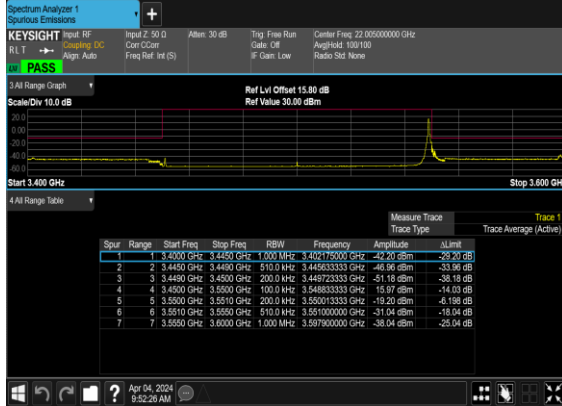 Spectrum Analyzer 1
Spurious Emissions
+
KEYSIGHT Input: RF Input Z: 50 Ω Atten: 30 dB Trig: Free Run Center Freq: 22.005000000 GHz
RLT Coupling: DC Corr CCorr Gate: Off Avg|Hold: 100/100
Align: Auto Freq Ref: Int (S) IF Gain: Low Radio Std: None
PASS
3 All Range Graph
Ref Lvl Offset 15.80 dB
Scale/Div 10.0 dB Ref Value 30.00 dBm
20.0
0.00
-20.0
-40.0
-60.0
Start 3.400 GHz Stop 3.600 GH
4 All Range Table
Measure Trace Trace 1
Trace Type Trace Average (Active)
Spur Range Start Freq Stop Freq RBW Frequency Amplitude ΔLimit
1 1 3.4000 GHz 3.4450 GHz 1.000 MHz 3.402175000 GHz -42.20 dBm -29.20 dB
2 2 3.4450 GHz 3.4490 GHz 510.0 kHz 3.445633333 GHz -46.96 dBm -33.96 dB
3 3 3.4490 GHz 3.4500 GHz 200.0 kHz 3.449723333 GHz -51.18 dBm -38.18 dB
4 4 3.4500 GHz 3.5500 GHz 100.0 kHz 3.548833333 GHz 15.97 dBm -14.03 dB
5 5 3.5500 GHz 3.5510 GHz 200.0 kHz 3.550013333 GHz -19.20 dBm -6.198 dB
6 6 3.5510 GHz 3.5550 GHz 510.0 kHz 3.551000000 GHz -31.04 dBm -18.04 dB
7 7 3.5550 GHz 3.6000 GHz 1.000 MHz 3.597900000 GHz -38.04 dBm -25.04 dB
? Apr 04, 2024
9:52:26 AM